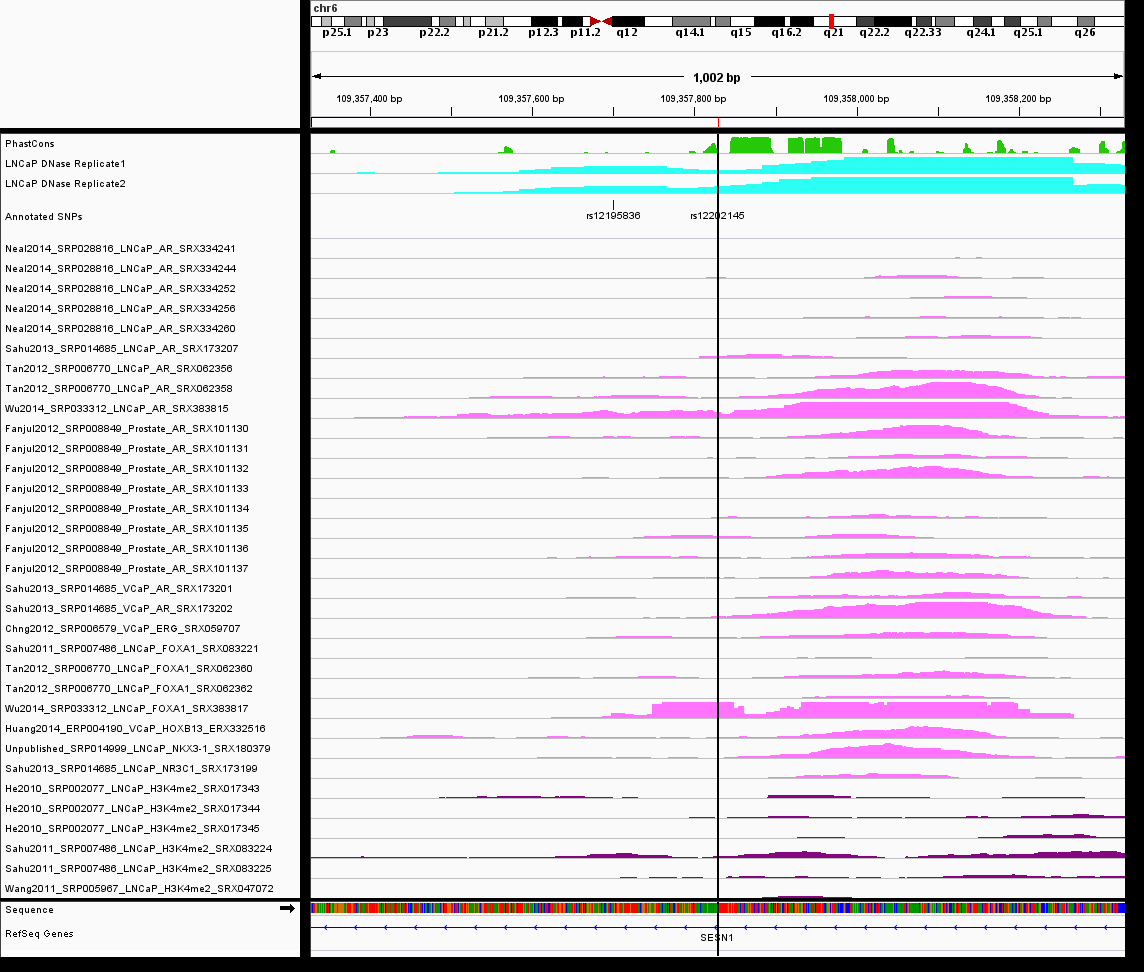 chr6
p25.1 p23 p22.2 p21.2 p12.3 p11.2 q12 q14.1 q15 q16.2 q21 q22.2 q22.33 q24.1 q25.1 q26
1,002 bp
109,357,400 bp 109,357,600 bp 109,357,800 bp 109,358,000 bp 109,358,200 bp
PhastCons
LNCaP DNase Replicate1
LNCaP DNase Replicate2
Annotated SNPs
rs12195836 rs12202145
Neal2014_SRP028816_LNCaP_AR_SRX334241
Neal2014_SRP028816_LNCaP_AR_SRX334244
Neal2014_SRP028816_LNCaP_AR_SRX334252
Neal2014_SRP028816_LNCaP_AR_SRX334256
Neal2014_SRP028816_LNCaP_AR_SRX334260
Sahu2013_SRP014685_LNCaP_AR_SRX173207
Tan2012_SRP006770_LNCaP_AR_SRX062356
Tan2012_SRP006770_LNCaP_AR_SRX062358
Wu2014_SRP033312_LNCaP_AR_SRX383815
Fanjul2012_SRP008849_Prostate_AR_SRX101130
Fanjul2012_SRP008849_Prostate_AR_SRX101131
Fanjul2012_SRP008849_Prostate_AR_SRX101132
Fanjul2012_SRP008849_Prostate_AR_SRX101133
Fanjul2012_SRP008849_Prostate_AR_SRX101134
Fanjul2012_SRP008849_Prostate_AR_SRX101135
Fanjul2012_SRP008849_Prostate_AR_SRX101136
Fanjul2012_SRP008849_Prostate_AR_SRX101137
Sahu2013_SRP014685_VCaP_AR_SRX173201
Sahu2013_SRP014685_VCaP_AR_SRX173202
Chng2012_SRP006579_VCaP_ERG_SRX059707
Sahu2011_SRP007486_LNCaP_FOXA1_SRX083221
Tan2012_SRP006770_LNCaP_FOXA1_SRX062360
Tan2012_SRP006770_LNCaP_FOXA1_SRX062362
Wu2014_SRP033312_LNCaP_FOXA1_SRX383817
Huang2014_ERP004190_VCaP_HOXB13_ERX332516
Unpublished_SRP014999_LNCaP_NKX3-1_SRX180379
Sahu2013_SRP014685_LNCaP_NR3C1_SRX173199
He2010_SRP002077_LNCaP_H3K4me2_SRX017343
He2010_SRP002077_LNCaP_H3K4me2_SRX017344
He2010_SRP002077_LNCaP_H3K4me2_SRX017345
Sahu2011_SRP007486_LNCaP_H3K4me2_SRX083224
Sahu2011_SRP007486_LNCaP_H3K4me2_SRX083225
Wang2011_SRP005967_LNCaP_H3K4me2_SRX047072
Sequence
RefSeq Genes
SESN1